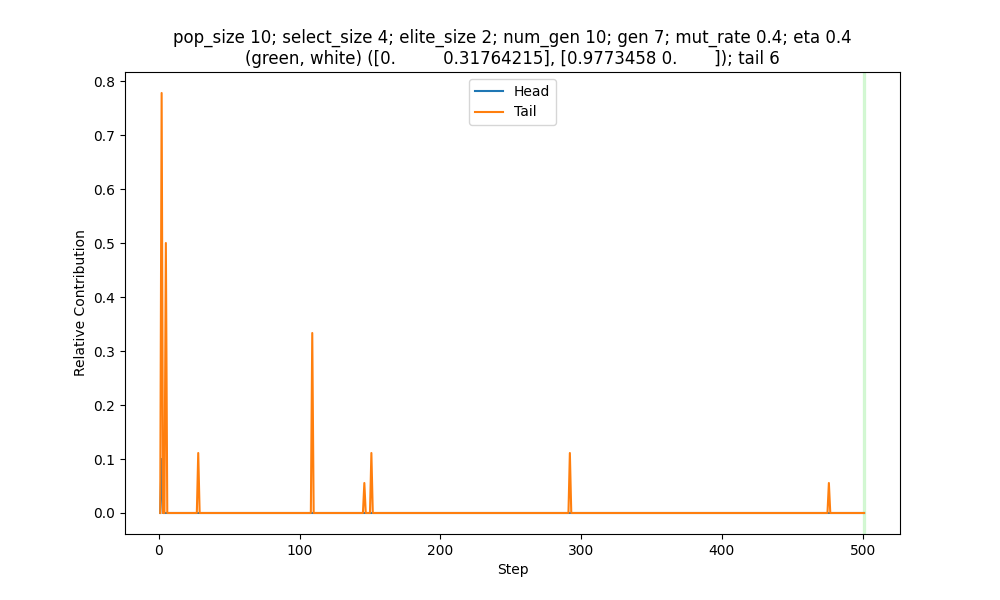 pop_size 10; select_size 4; elite_size 2; num_gen 10; gen 7; mut_rate 0.4; eta 0.4
(green, white) ([0.         0.31764215], [0.9773458 0.       ]); tail 6
Head
Tail
0.8
0.7
0.6
0.5
0.4
0.3
0.2
0.1
0.0
Relative Contribution
0
100
200
300
400
500
Step